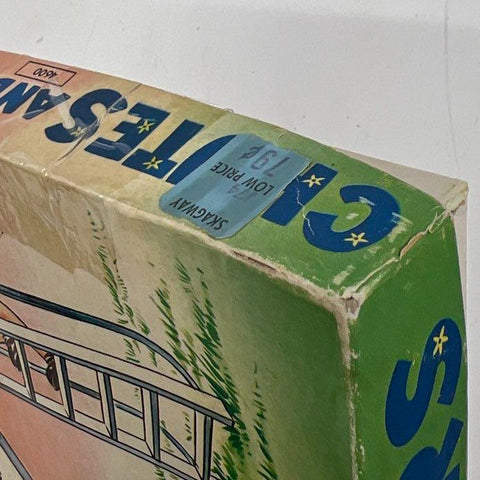 4600
CHUTES AND
SKAGWAY
LOW PRICE
79¢